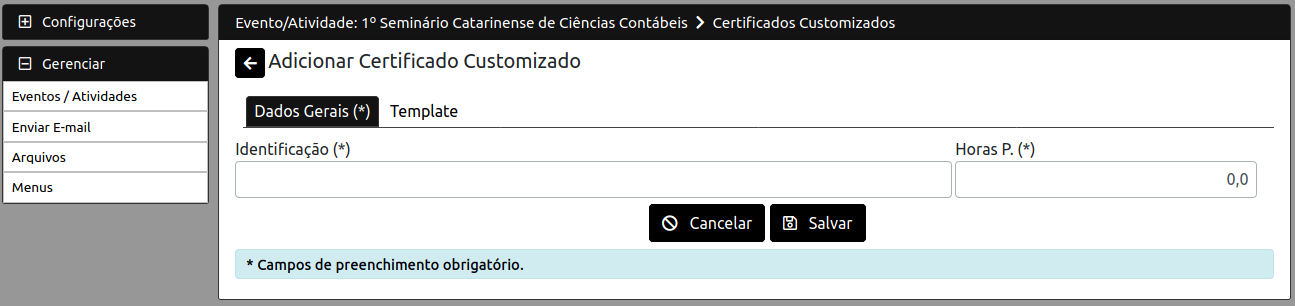 Configurações
Gerenciar
Eventos / Atividades
Enviar E-mail
Arquivos
Menus
Evento/Atividade: 1º Seminário Catarinense de Ciências Contábeis > Certificados Customizados
Adicionar Certificado Customizado
Dados Gerais (*) Template
Identificação (*) Horas P. (*)
0,0
Cancelar Salvar
* Campos de preenchimento obrigatório.